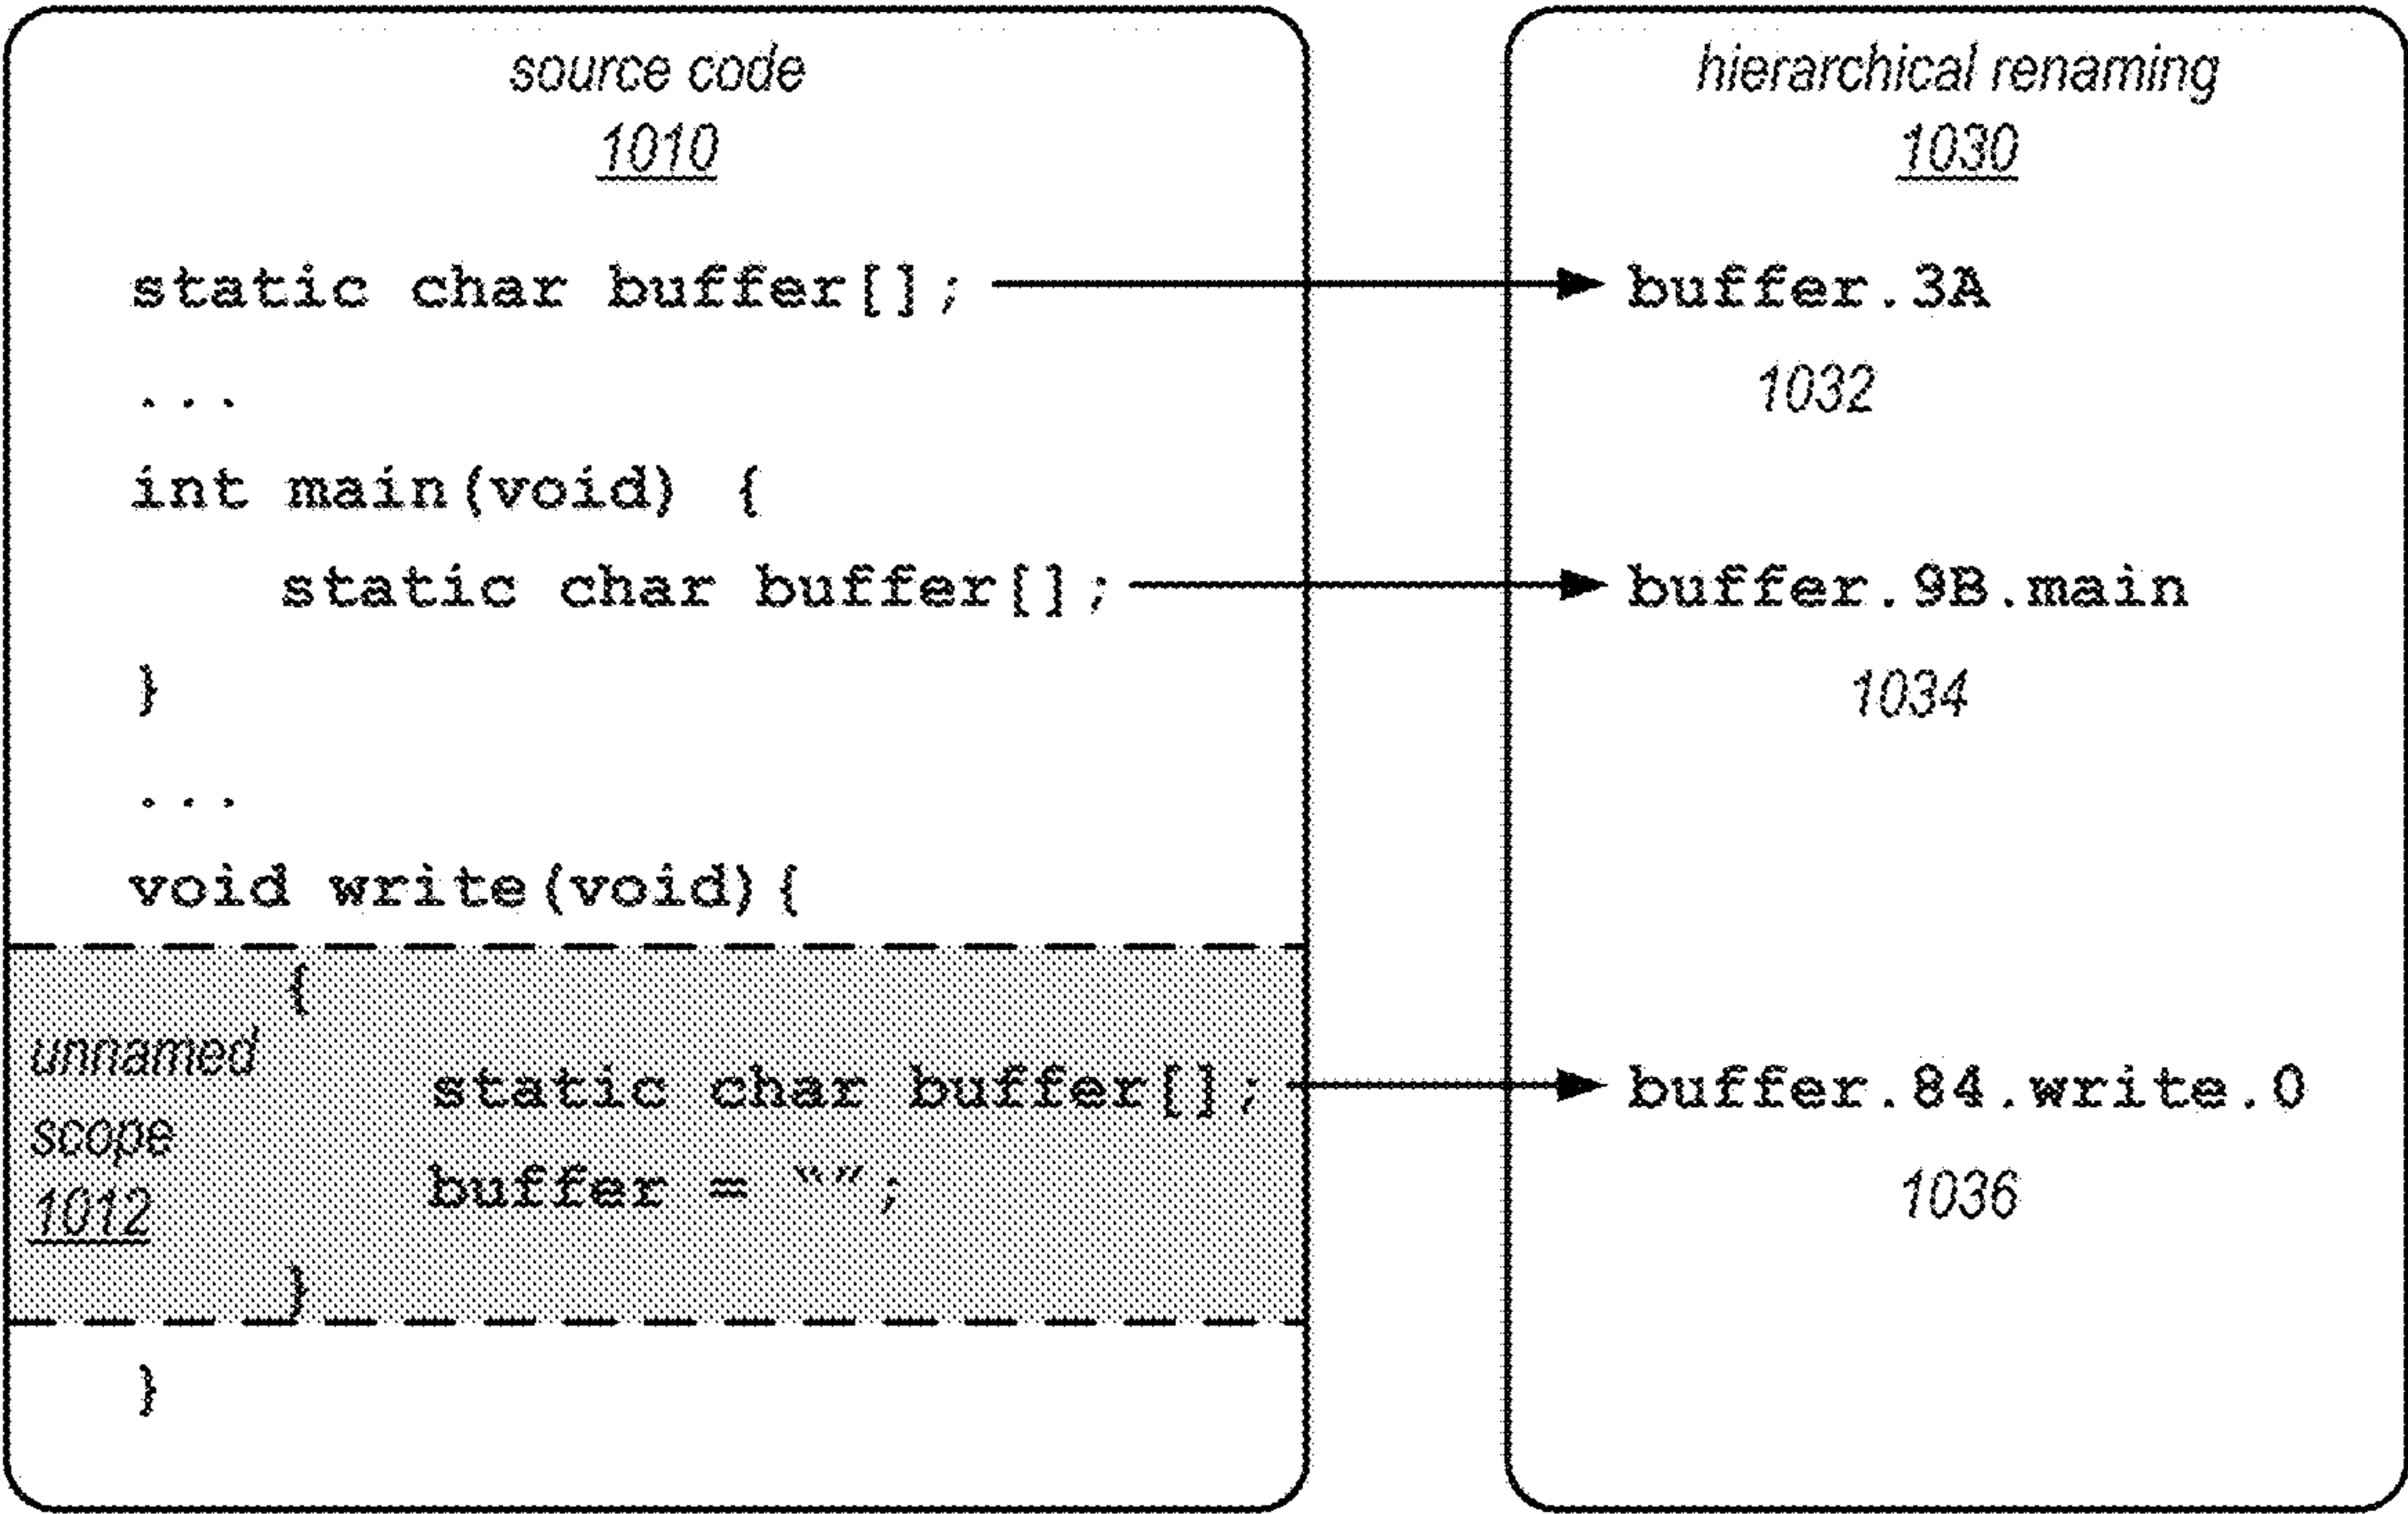 source code
1010
static char buffer[];
...
int main(void) {
static char buffer[];
}
...
void write(void){
{
unnamed
scope
1012
static char buffer[];
buffer = “”;
}
}
hierarchical renaming
1030
buffer.3A
1032
buffer.9B.main
1034
buffer.84.write.0
1036